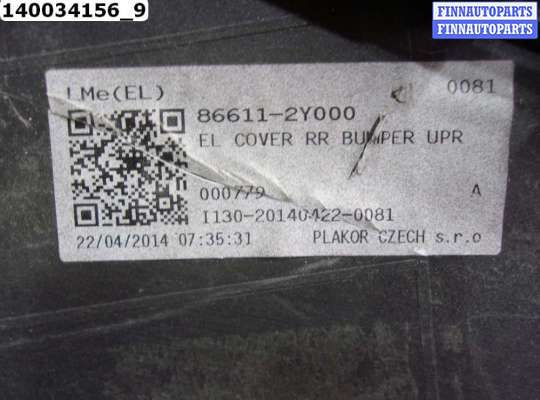 140034156_9
FINNAUTOPARTS
FINNAUTOPARTS
FINNAUTOPARTS
LMe(EL)
0081
86611-2Y000
EL COVER RR BUMPER UPR
000779
A
I130-20140422-0081
22/04/2014 07:35:31
PLAKOR CZECH s.r.o